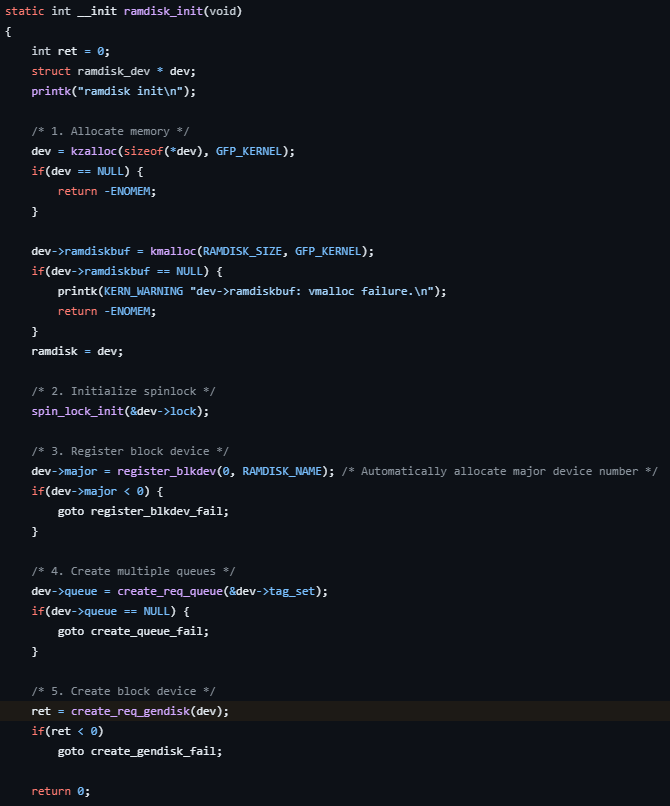 static int __init ramdisk_init(void)
{
    int ret = 0;
    struct ramdisk_dev * dev;
    printk("ramdisk init\n");

    /* 1. Allocate memory */
    dev = kzalloc(sizeof(*dev), GFP_KERNEL);
    if(dev == NULL) {
        return -ENOMEM;
    }

    dev->ramdiskbuf = kmalloc(RAMDISK_SIZE, GFP_KERNEL);
    if(dev->ramdiskbuf == NULL) {
        printk(KERN_WARNING "dev->ramdiskbuf: vmalloc failure.\n");
        return -ENOMEM;
    }
    ramdisk = dev;

    /* 2. Initialize spinlock */
    spin_lock_init(&dev->lock);

    /* 3. Register block device */
    dev->major = register_blkdev(0, RAMDISK_NAME); /* Automatically allocate major device number */
    if(dev->major < 0) {
        goto register_blkdev_fail;
    }

    /* 4. Create multiple queues */
    dev->queue = create_req_queue(&dev->tag_set);
    if(dev->queue == NULL) {
        goto create_queue_fail;
    }

    /* 5. Create block device */
    ret = create_req_gendisk(dev);
    if(ret < 0)
        goto create_gendisk_fail;

    return 0;